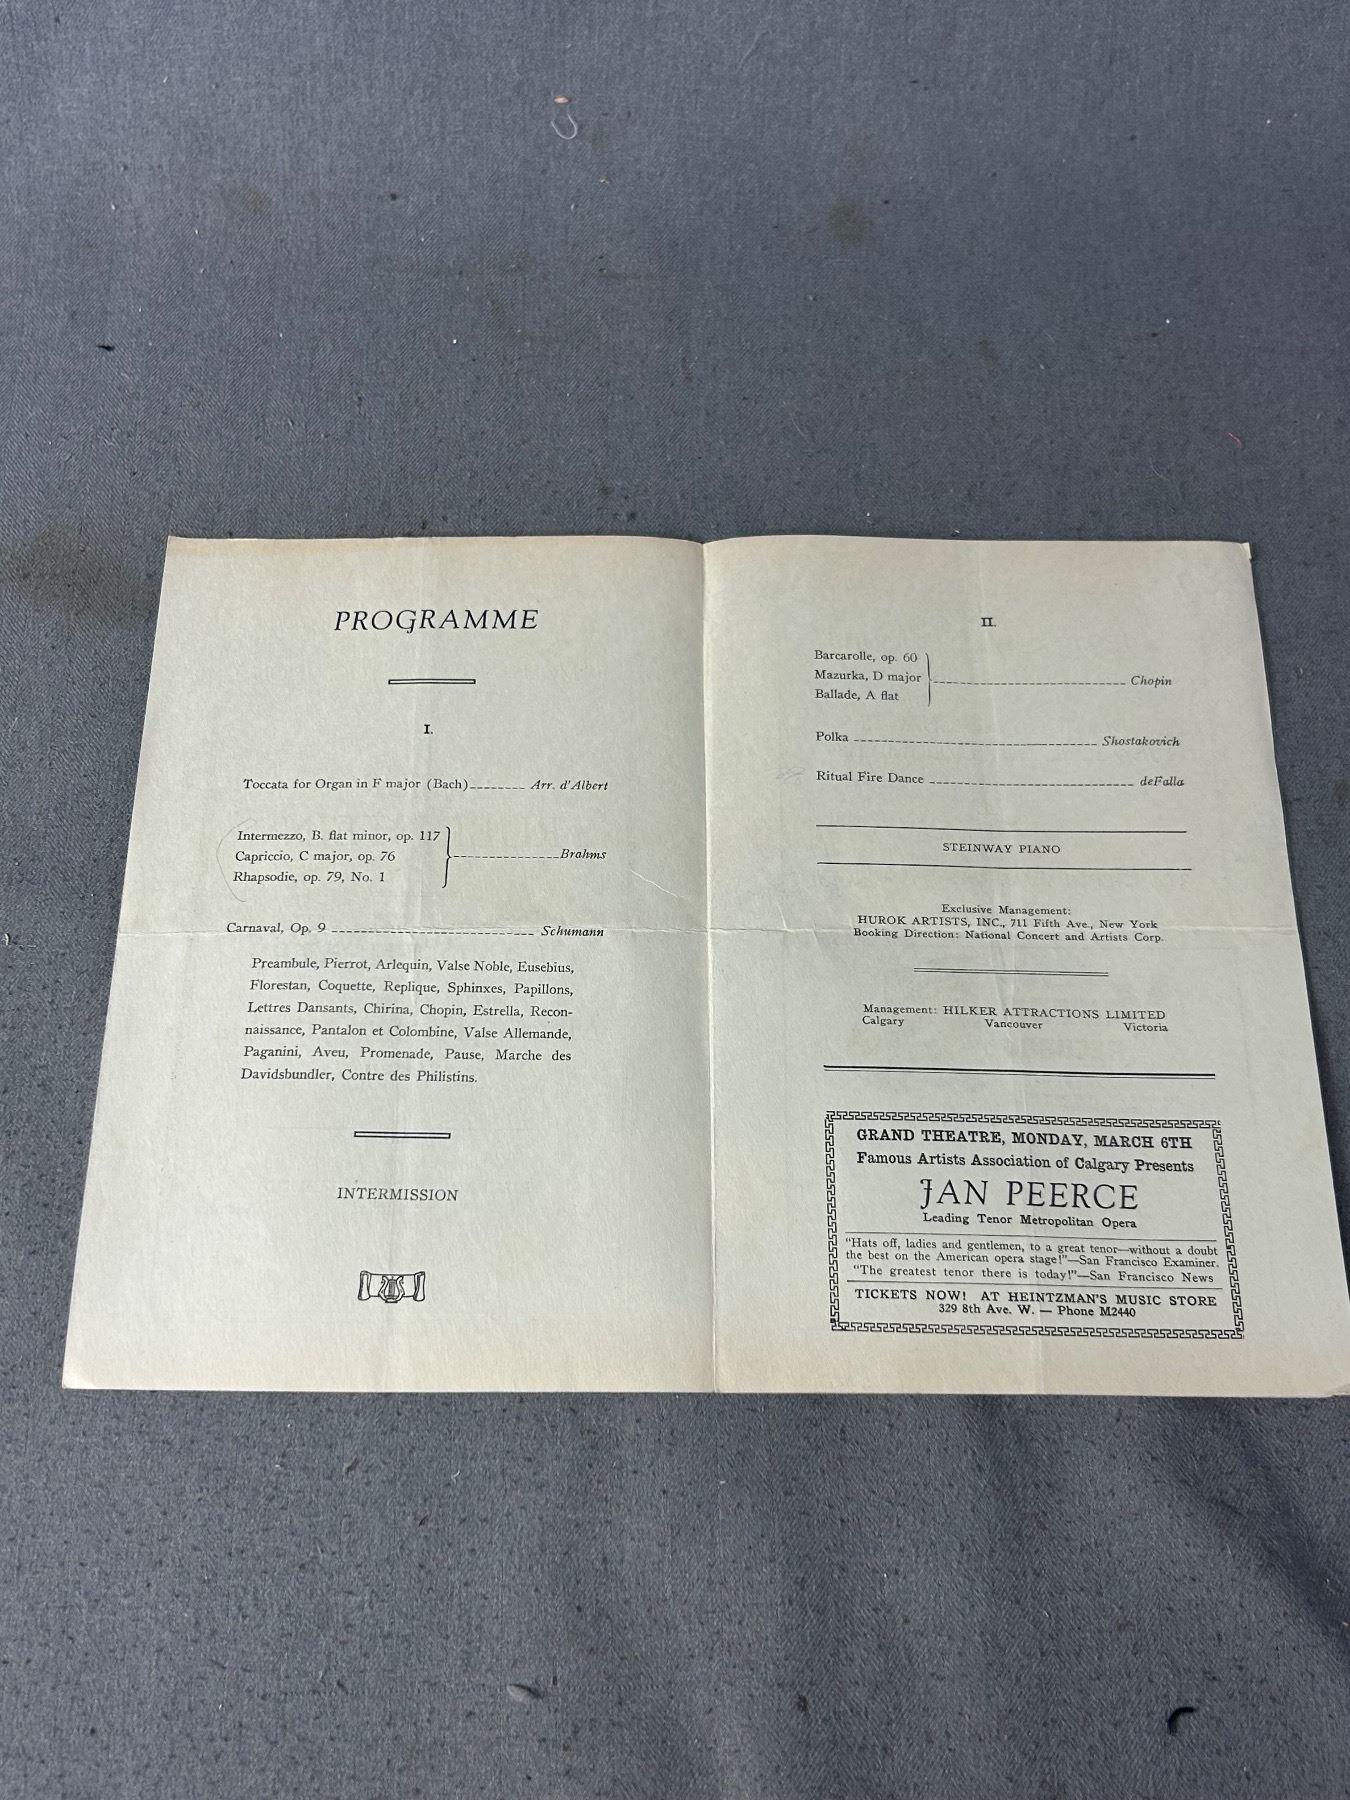 PROGRAMME
I.
Toccata for Organ in F major (Bach)-------- Arr. d'Albert
Intermezzo, B. flat minor, op. 117
Capriccio, C major, op. 76
Rhapsodie, op. 79, No. 1
Brahms
Carnaval, Op. 9 ---------------------------- Schumann
Preambule, Pierrot, Arlequin, Valse Noble, Eusebius,
Florestan, Coquette, Replique, Sphinxes, Papillons,
Lettres Dansants, Chirina, Chopin, Estrella, Recon-
naissance, Pantalon et Colombine, Valse Allemande,
Paganini, Aveu, Promenade, Pause, Marche des
Davidsbundler, Contre des Philistins.
INTERMISSION
II.
Barcarolle, op. 60
Mazurka, D major
Ballade, A flat
Chopin
Polka ---------------------------------- Shostakovich
Ritual Fire Dance ---------------------------- deFalla
STEINWAY PIANO
Exclusive Management:
HUROK ARTISTS, INC., 711 Fifth Ave., New York
Booking Direction: National Concert and Artists Corp.
Management: HILKER ATTRACTIONS LIMITED
Calgary Vancouver Victoria
GRAND THEATRE, MONDAY, MARCH 6TH
Famous Artists Association of Calgary Presents
JAN PEERCE
Leading Tenor Metropolitan Opera
"Hats off, ladies and gentlemen, to a great tenor—without a doubt
the best on the American opera stage!"—San Francisco Examiner.
"The greatest tenor there is today!"—San Francisco News
TICKETS NOW! AT HEINTZMAN'S MUSIC STORE
329 8th Ave. W. — Phone M2440